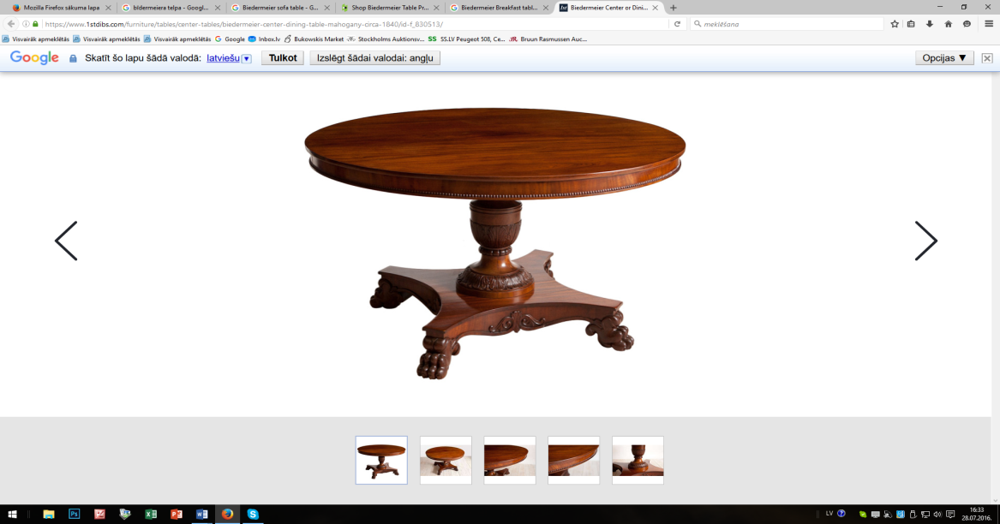 Mozilla Firefox sākuma lapa
bīdermeiera telpa - Googl...
Biedermeier sofa table - G...
Shop Biedermeier Table Pr...
Biedermeier Breakfast tabl...
Biedermeier Center or Dini...
https://www.1stdibs.com/furniture/tables/center-tables/biedermeier-center-dining-table-mahogany-circa-1840/id-f_830513/
meklēšana
Visvairāk apmeklētās
Visvairāk apmeklētās
Visvairāk apmeklētās
Google
Inbox.lv
Bukowskis Market
Stockholms Auktionsv...
SS
SS.LV Peugeot 508, Ce...
Bruun Rasmussen Auc...
Google
Skatīt šo lapu šādā valodā: latviešu
Tulkot
Izslēgt šādai valodai: angļu
Opcijas ▼
LV
16:33
28.07.2016.